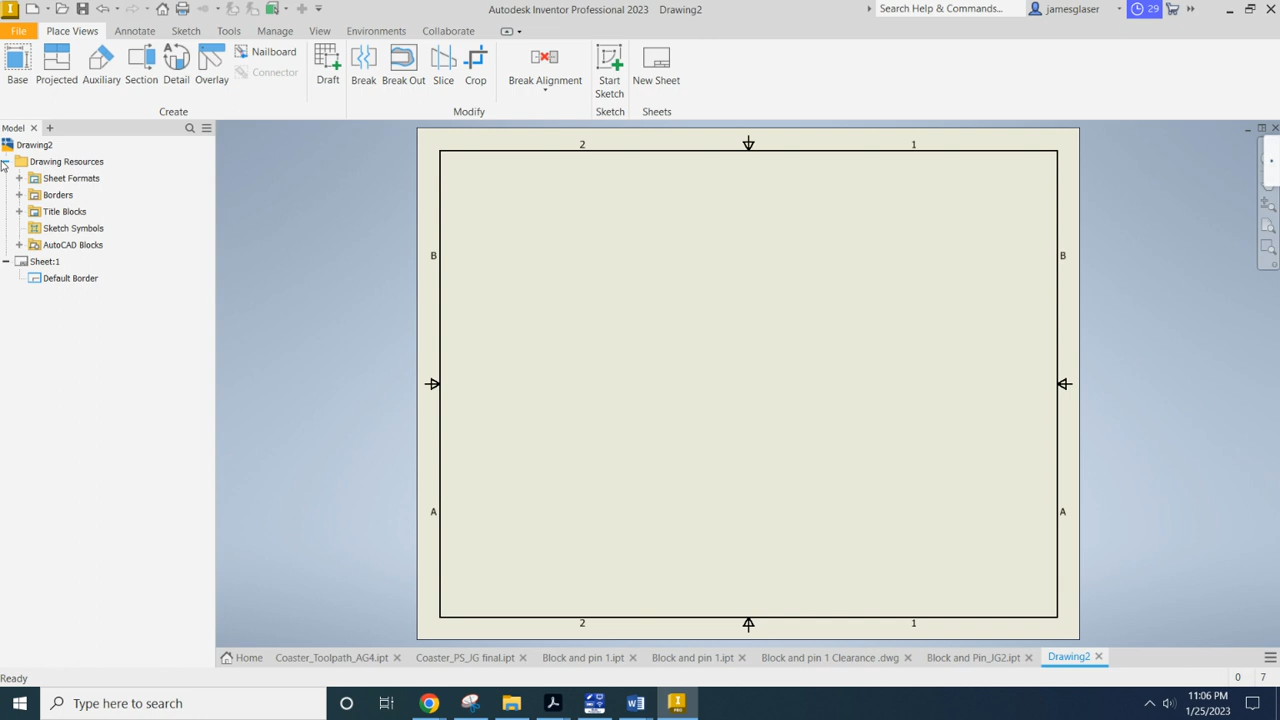 Autodesk Inventor Professional 2023 Drawing2
Search Help & Commands...
jamesglaser
29
File
Place Views
Annotate
Sketch
Tools
Manage
View
Environments
Collaborate
Base
Projected
Auxiliary
Section
Detail
Overlay
Nailboard
Connector
Draft
Break
Break Out
Slice
Crop
Break Alignment
Start
Sketch
New Sheet
Create
Modify
Sketch
Sheets
Model
Drawing2
Drawing Resources
Sheet Formats
Borders
Title Blocks
Sketch Symbols
AutoCAD Blocks
Sheet:1
Default Border
2 1
B B
A A
2 1
Home
Coaster_Toolpath_AG4.ipt
Coaster_PS_JG final.ipt
Block and pin 1.ipt
Block and pin 1.ipt
Block and pin 1 Clearance .dwg
Block and Pin_JG2.ipt
Drawing2
Ready
0 7
Type here to search
PRO
11:06 PM
1/25/2023